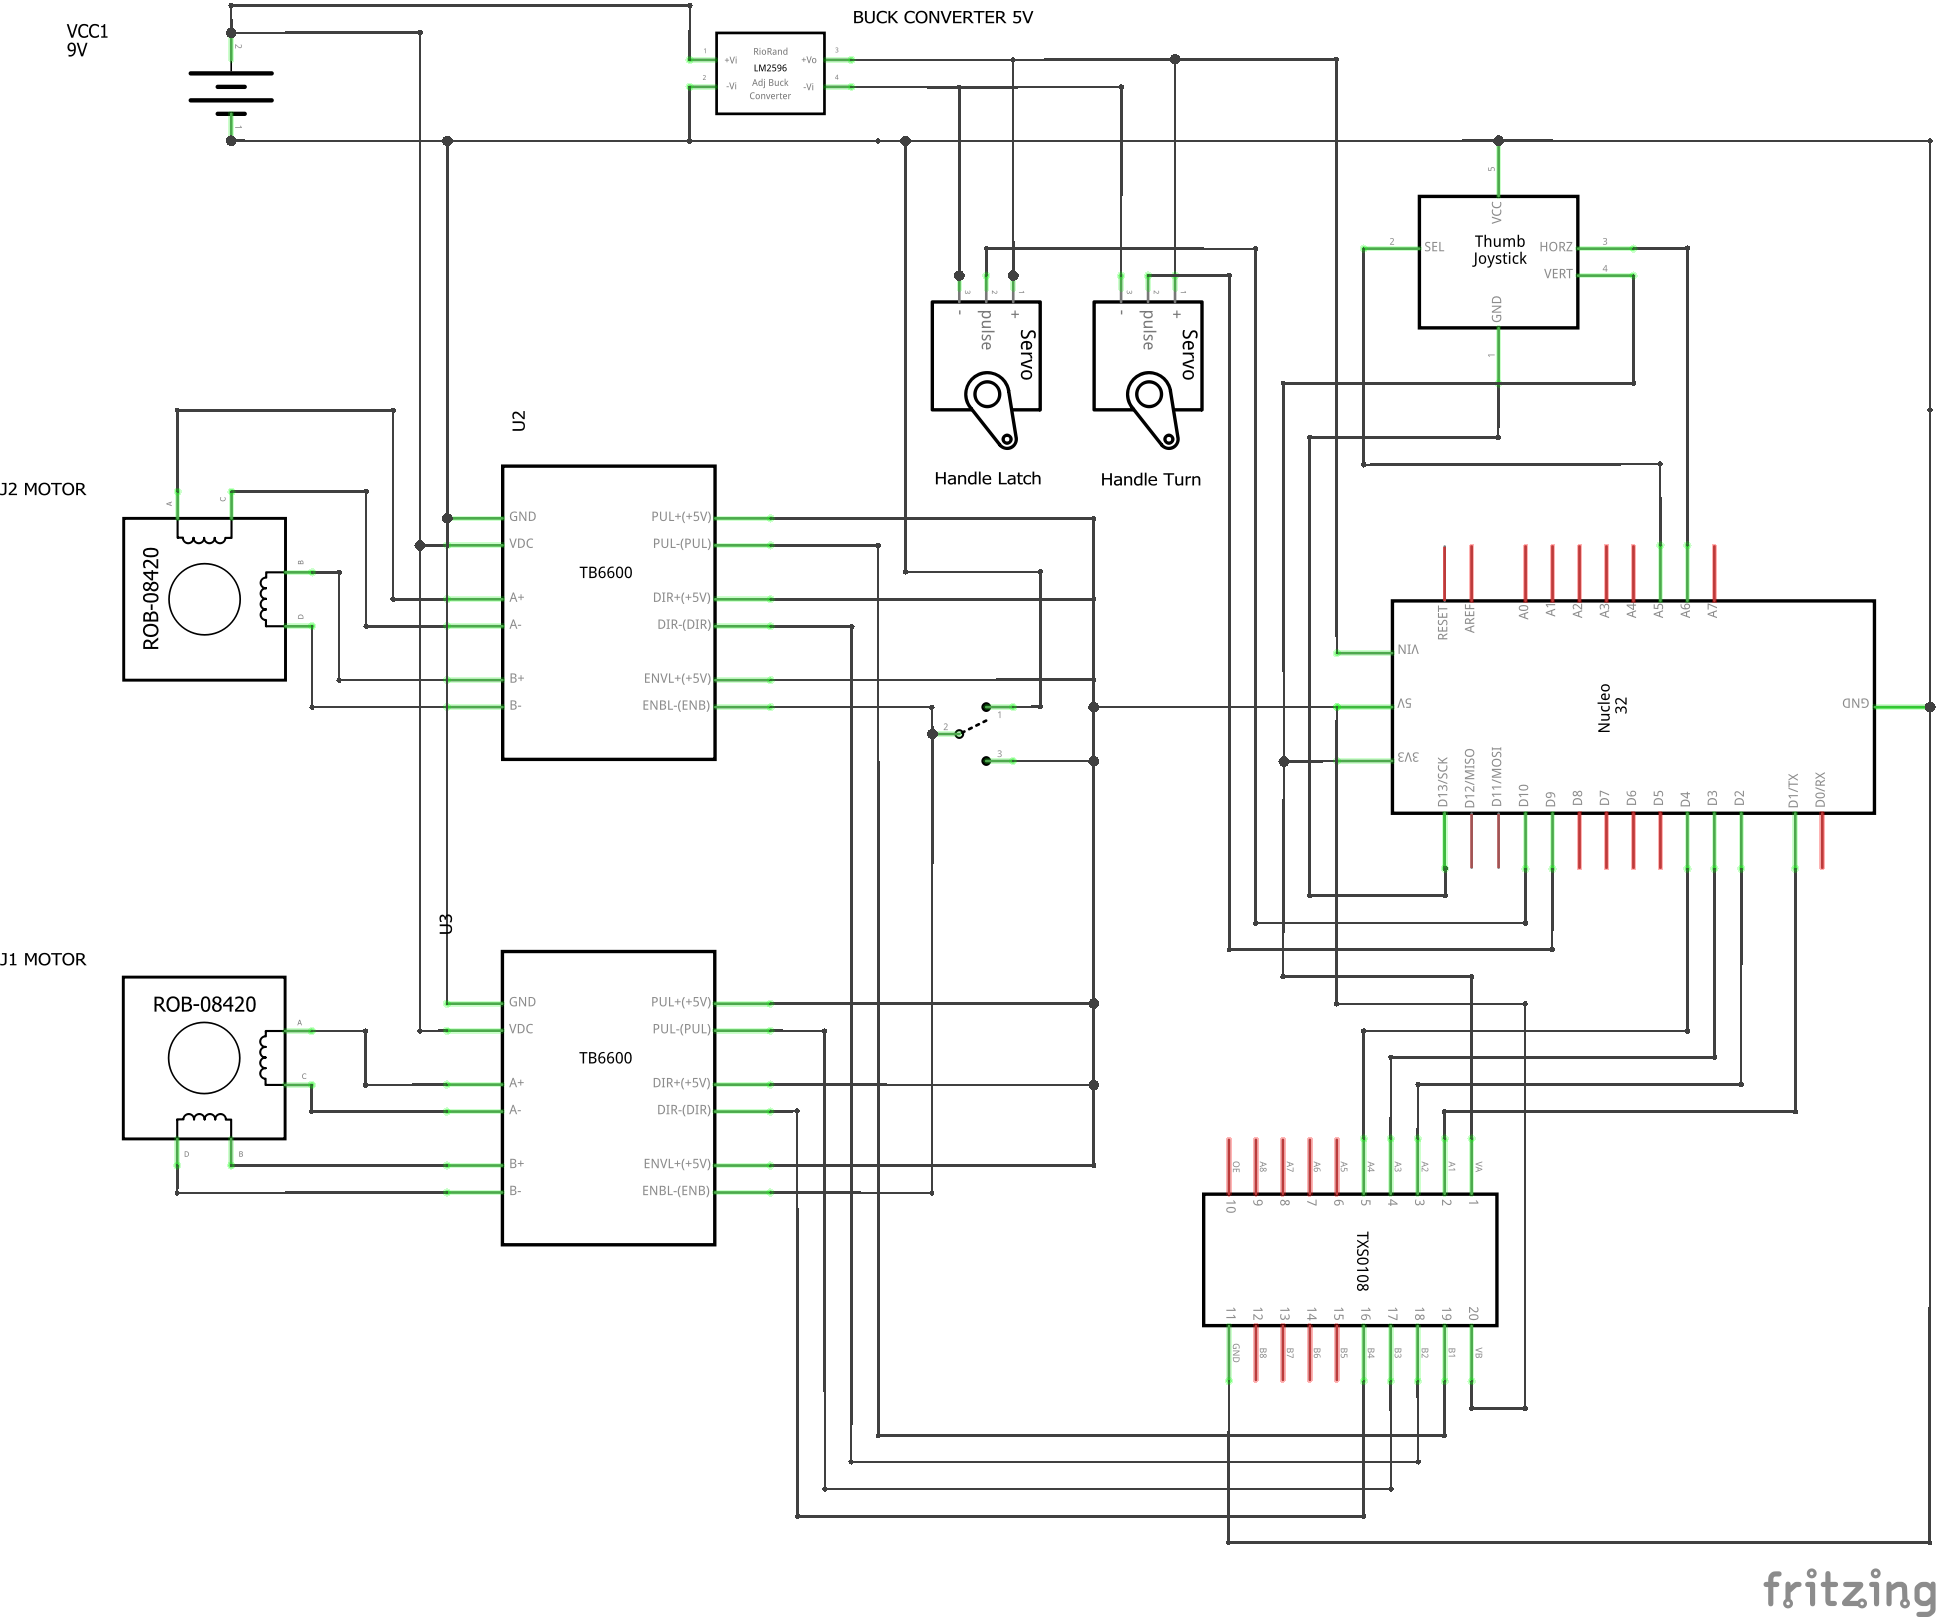 VCC1
9V
2
1
BUCK CONVERTER 5V
RioRand
LM2596
Adj Buck
Converter
1
+Vi
2
-Vi
3
+Vo
4
-Vi
5
VCC
Thumb
Joystick
2
SEL
HORZ
3
VERT
4
GND
1
3
2
1
-
pulse
+
Servo
Handle Latch
3
2
1
-
pulse
+
Servo
Handle Turn
J2 MOTOR
ROB-08420
A
C
B
D
U2
TB6600
GND
VDC
A+
A-
B+
B-
PUL+(+5V)
PUL-(PUL)
DIR+(+5V)
DIR-(DIR)
ENVL+(+5V)
ENBL-(ENB)
1
2
3
RESET
AREF
A0
A1
A2
A3
A4
A5
A6
A7
VIN
5V
3V3
Nucleo
32
GND
D13/SCK
D12/MISO
D11/MOSI
D10
D9
D8
D7
D6
D5
D4
D3
D2
D1/TX
D0/RX
U3
J1 MOTOR
ROB-08420
A
C
D
B
TB6600
GND
VDC
A+
A-
B+
B-
PUL+(+5V)
PUL-(PUL)
DIR+(+5V)
DIR-(DIR)
ENVL+(+5V)
ENBL-(ENB)
OE
A8
A7
A6
A5
A4
A3
A2
A1
VA
10
9
8
7
6
5
4
3
2
1
TXS0108
11
12
13
14
15
16
17
18
19
20
GND
B8
B7
B6
B5
B4
B3
B2
B1
VB
fritzing